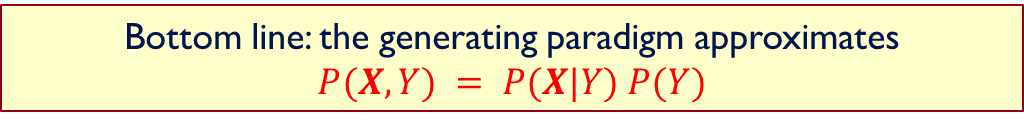 Bottom line: the generating paradigm approximates
P(X, Y) = P(X|Y) P(Y)